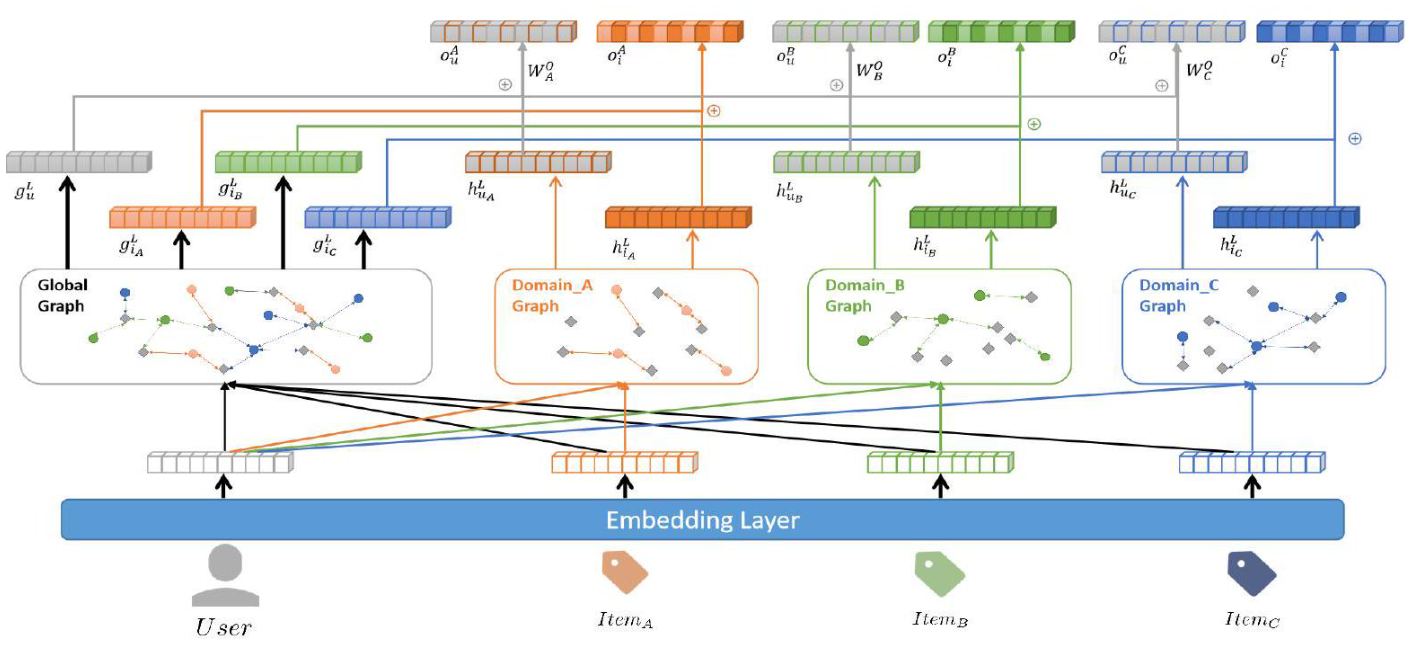 o_u^A
W_A^O
o_i^A
o_u^B
W_B^O
o_i^B
o_u^C
W_C^O
o_i^C
⊕ ⊕ ⊕
⊕
⊕
⊕
g_u^L
g_{i_B}^L
h_{u_A}^L
h_{u_B}^L
h_{u_C}^L
g_{i_A}^L
g_{i_C}^L
h_{i_A}^L
h_{i_B}^L
h_{i_C}^L
Global
Graph
Domain_A
Graph
Domain_B
Graph
Domain_C
Graph
Embedding Layer
User
Item_A
Item_B
Item_C